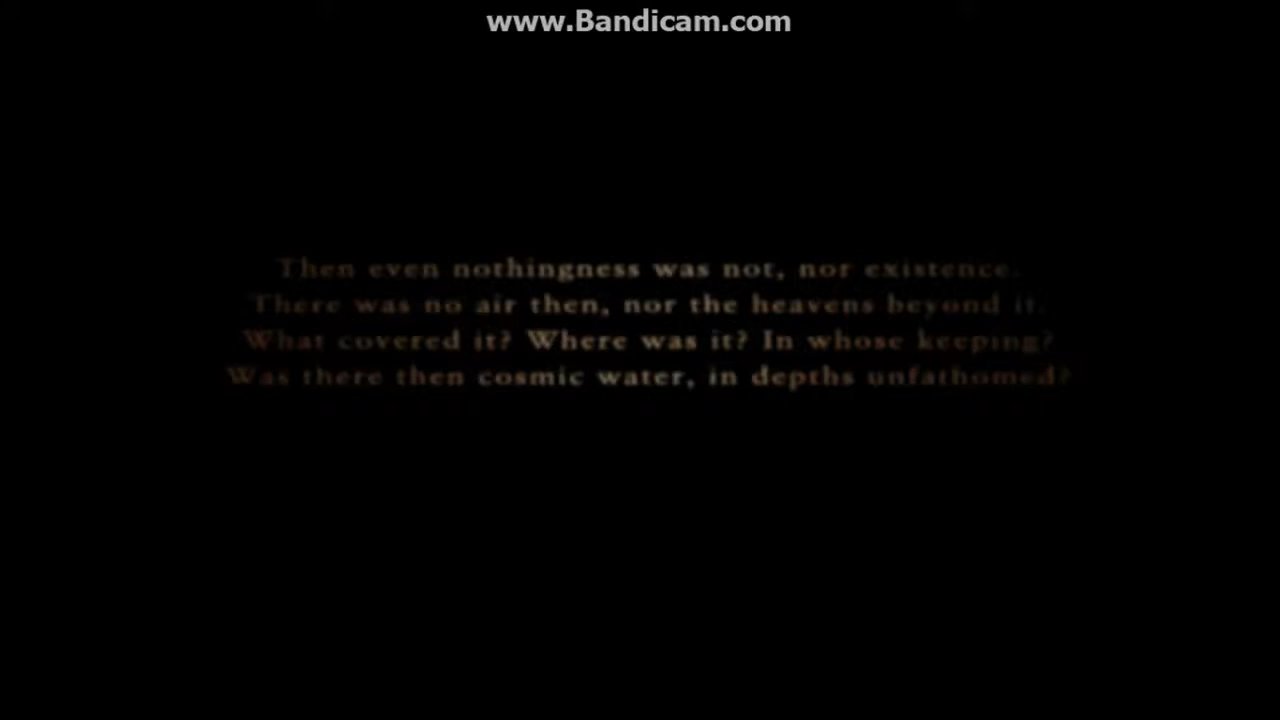 www.Bandicam.com
Then even nothingness was not, nor existence.
There was no air then, nor the heavens beyond it.
What covered it? Where was it? In whose keeping?
Was there then cosmic water, in depths unfathomed?